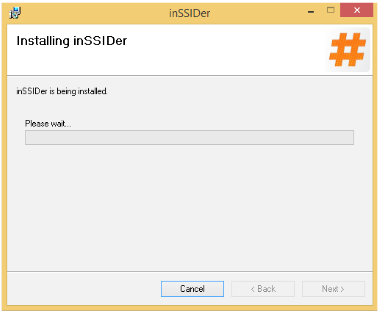 inSSIDer
Installing inSSIDer
#
inSSIDer is being installed.
Please wait...
Cancel
< Back
Next >